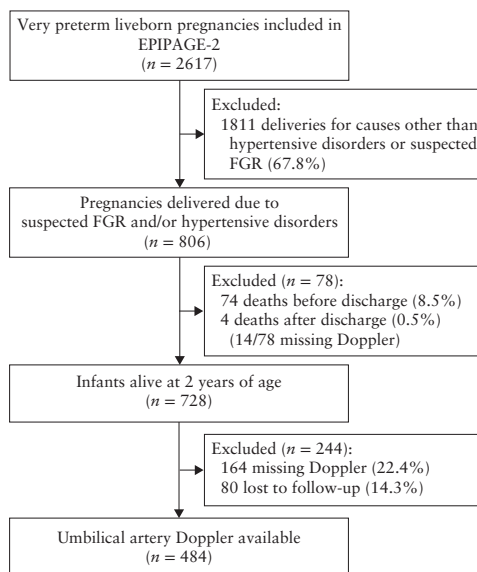 Very preterm liveborn pregnancies included in
EPIPAGE-2
(n = 2617)
Excluded:
1811 deliveries for causes other than
hypertensive disorders or suspected
FGR (67.8%)
Pregnancies delivered due to
suspected FGR and/or hypertensive disorders
(n = 806)
Excluded (n = 78):
74 deaths before discharge (8.5%)
4 deaths after discharge (0.5%)
(14/78 missing Doppler)
Infants alive at 2 years of age
(n = 728)
Excluded (n = 244):
164 missing Doppler (22.4%)
80 lost to follow-up (14.3%)
Umbilical artery Doppler available
(n = 484)